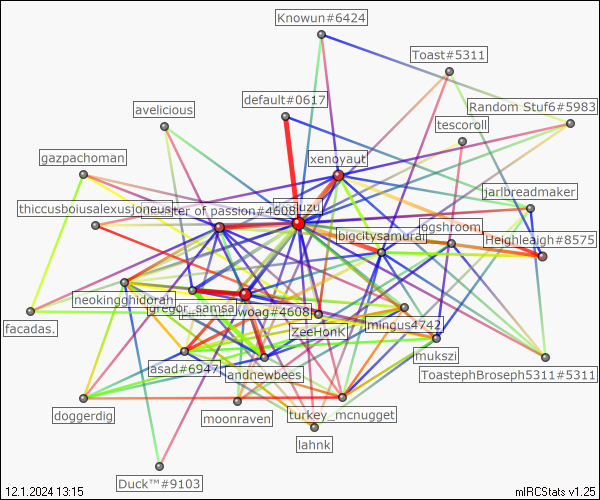 Knowun#6424
Toast#5311
default#0617
Random Stuf6#5983
avelicious
tescoroll
xenoyaut
gazpachoman
jarlbreadmaker
thiccusboiusalexusjoneus
ster of passion#4608
uzu
ogshroom
bigcitysamurai
Heighleaigh#8575
neokingghidorah
gregor_samsa
woag#4608
mingus4742
ZeeHonK
facadas.
mukszi
asad#6947
andnewbees
ToastephBroseph5311#5311
doggerdig
moonraven
turkey_mcnugget
lahnk
Duck™#9103
12.1.2024 13:15
mIRCStats v1.25